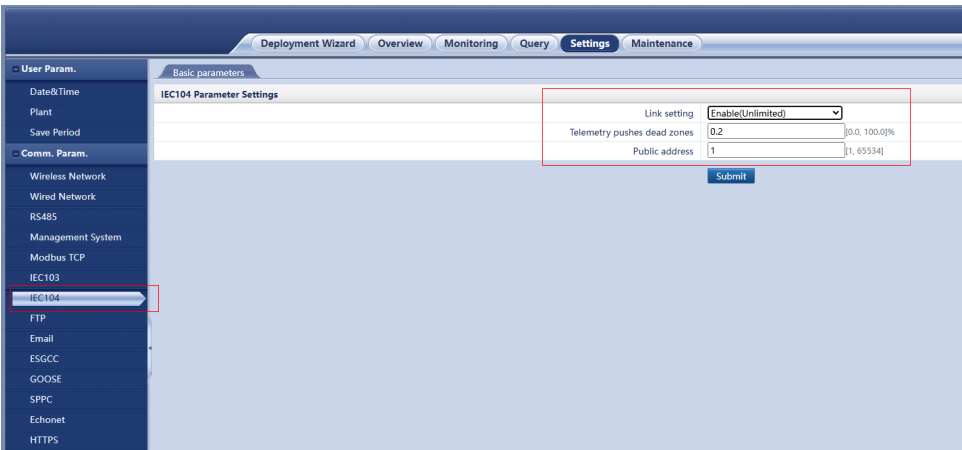 Deployment Wizard Overview Monitoring Query Settings Maintenance
User Param.
Date&Time
Plant
Save Period
Comm. Param.
Wireless Network
Wired Network
RS485
Management System
Modbus TCP
IEC103
IEC104
FTP
Email
ESGCC
GOOSE
SPPC
Echonet
HTTPS
Basic parameters
IEC104 Parameter Settings
Link setting Enable(Unlimited)
Telemetry pushes dead zones 0.2 [0.0, 100.0]%
Public address 1 [1, 65534]
Submit